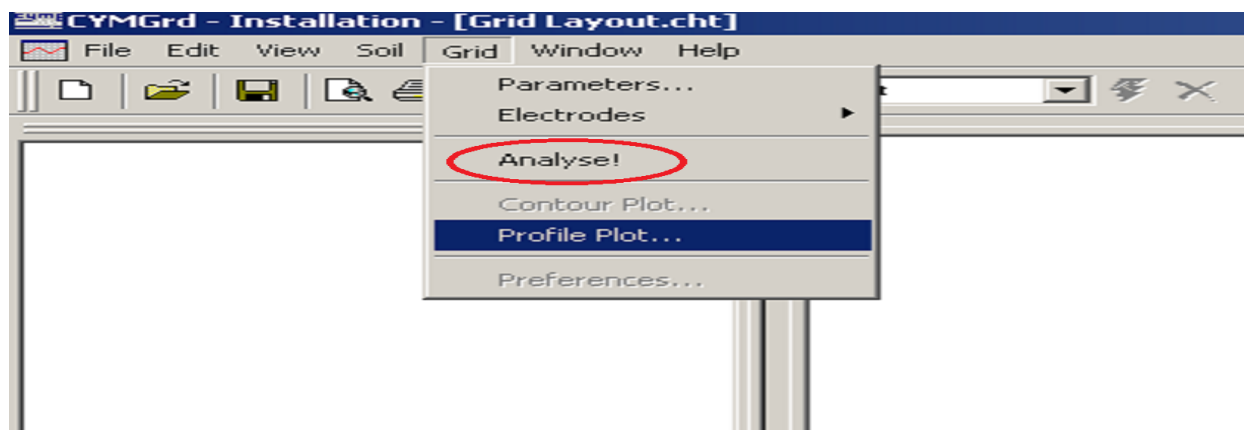 CYMGrd - Installation - [Grid Layout.cht]
File Edit View Soil Grid Window Help
Parameters...
Electrodes
Analyse!
Contour Plot...
Profile Plot...
Preferences...